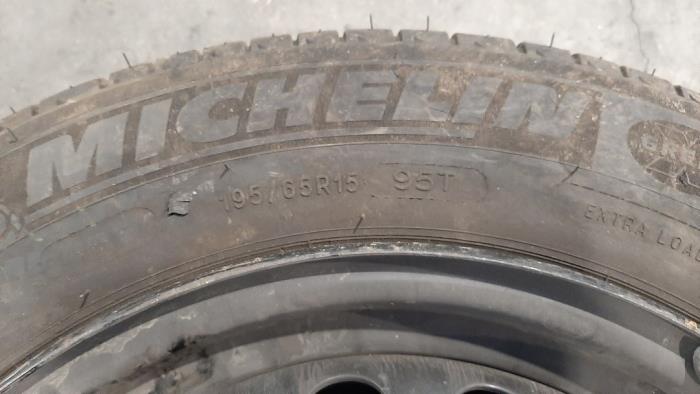 MICHELIN
195/65R15 95T
EXTRA LOAD